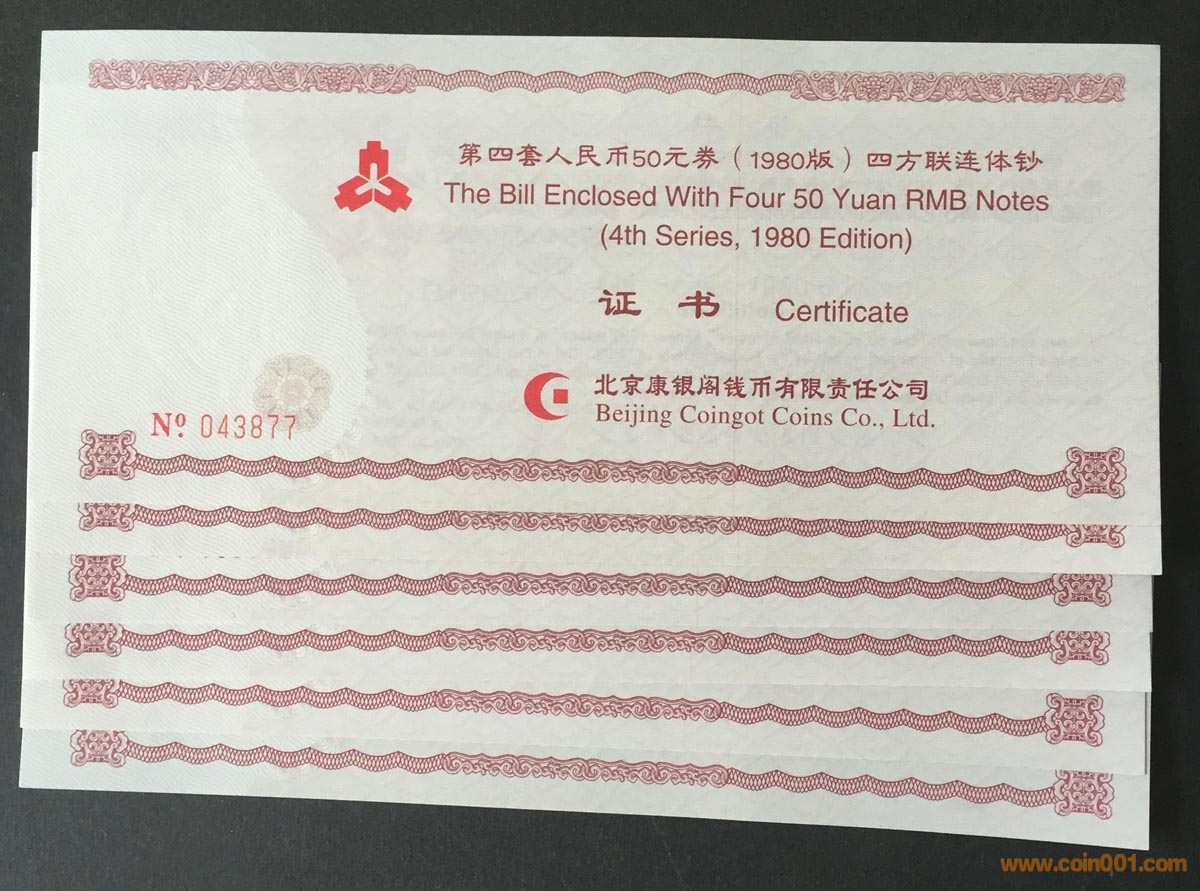 第四套人民币50元券（1980版）四方联连体钞
The Bill Enclosed With Four 50 Yuan RMB Notes
(4th Series, 1980 Edition)
证书 Certificate
北京康银阁钱币有限责任公司
Beijing Coingot Coins Co., Ltd.
Nº 043877
www.coin001.com